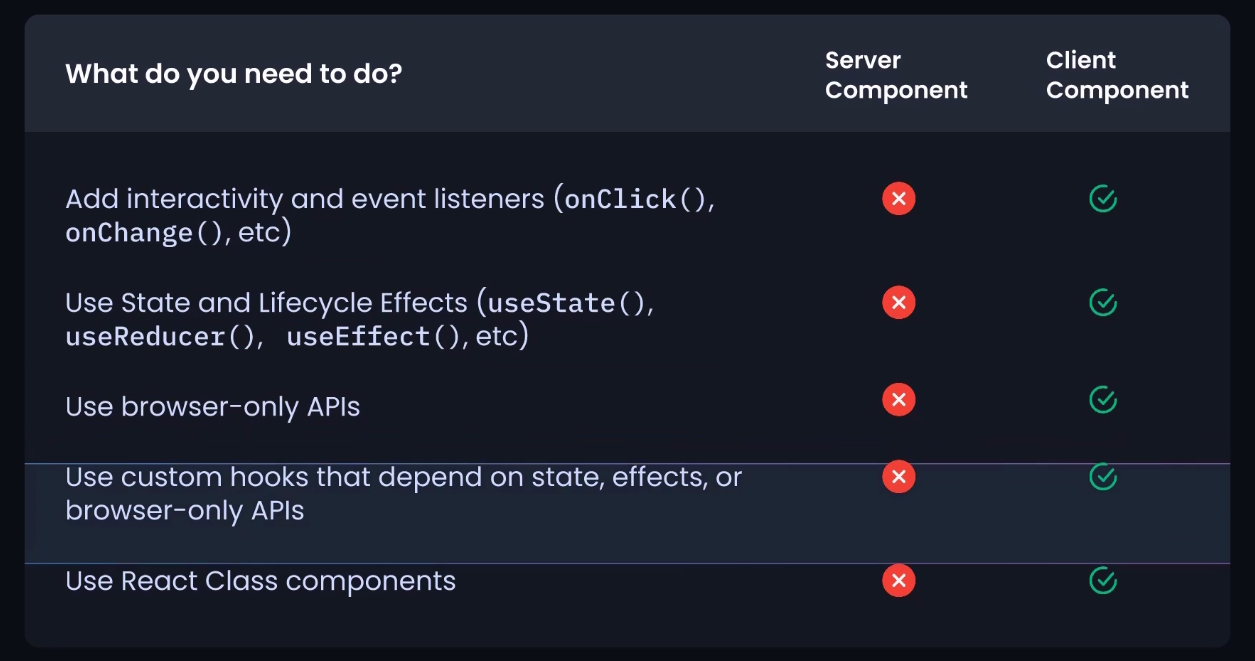 What do you need to do?
Server
Component
Client
Component
Add interactivity and event listeners (onClick(),
onChange(), etc)
Use State and Lifecycle Effects (useState(),
useReducer(), useEffect(), etc)
Use browser-only APIs
Use custom hooks that depend on state, effects, or
browser-only APIs
Use React Class components